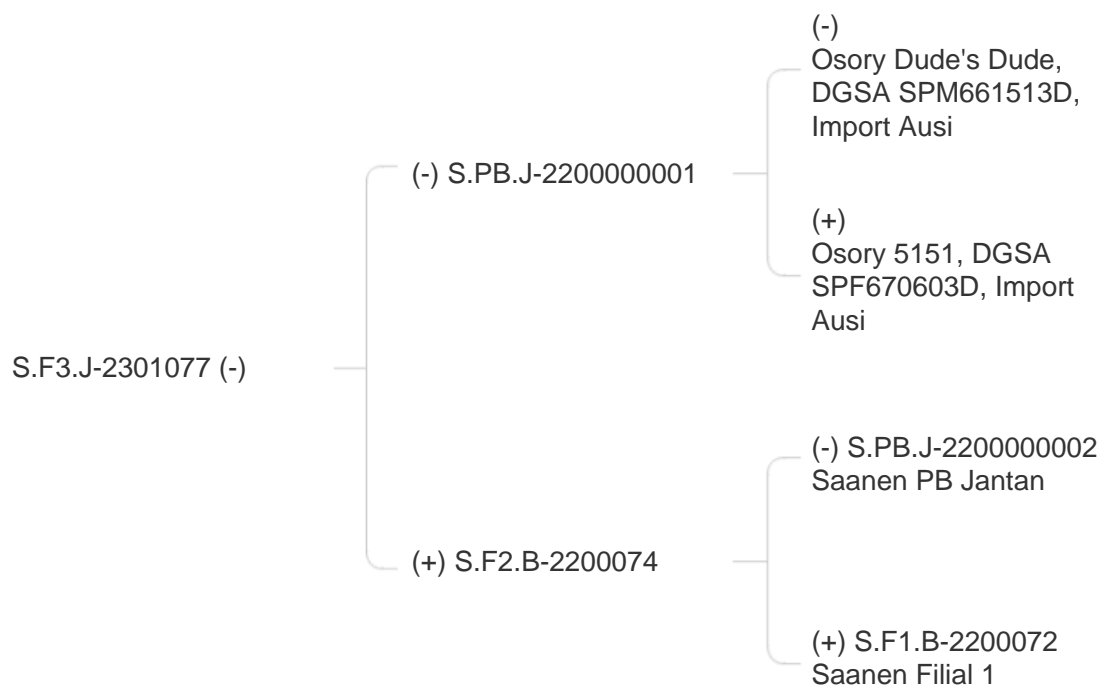 (-)
Osory Dude's Dude,
DGSA SPM661513D,
Import Ausi
(-) S.PB.J-2200000001
(+)
Osory 5151, DGSA
SPF670603D, Import
Ausi
S.F3.J-2301077 (-)
(-) S.PB.J-2200000002
Saanen PB Jantan
(+) S.F2.B-2200074
(+) S.F1.B-2200072
Saanen Filial 1